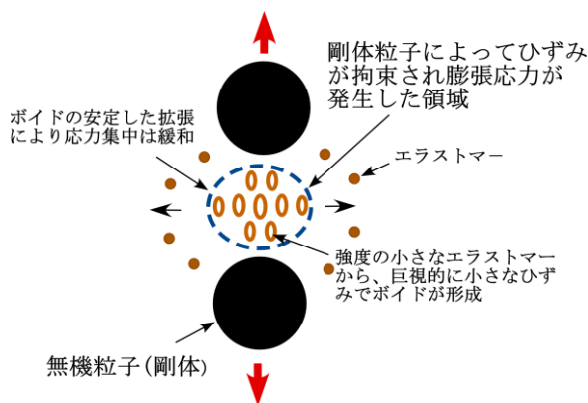 剛体粒子によってひずみ
が拘束され膨張応力が
発生した領域
ボイドの安定した拡張
により応力集中は緩和
エラストマー
強度の小さなエラストマー
から、巨視的に小さなひず
みでボイドが形成
無機粒子(剛体)